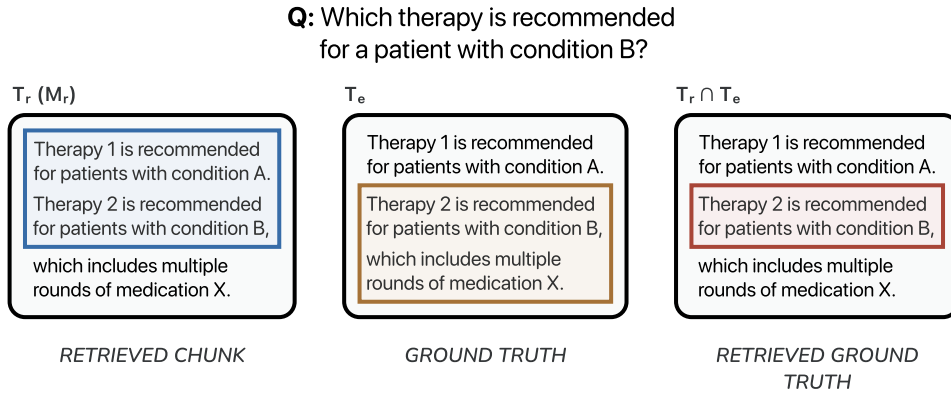 Q: Which therapy is recommended
for a patient with condition B?
Tᵣ (Mᵣ)
Therapy 1 is recommended
for patients with condition A.
Therapy 2 is recommended
for patients with condition B,
which includes multiple
rounds of medication X.
RETRIEVED CHUNK
Tₑ
Therapy 1 is recommended
for patients with condition A.
Therapy 2 is recommended
for patients with condition B,
which includes multiple
rounds of medication X.
GROUND TRUTH
Tᵣ ∩ Tₑ
Therapy 1 is recommended
for patients with condition A.
Therapy 2 is recommended
for patients with condition B,
which includes multiple
rounds of medication X.
RETRIEVED GROUND
TRUTH